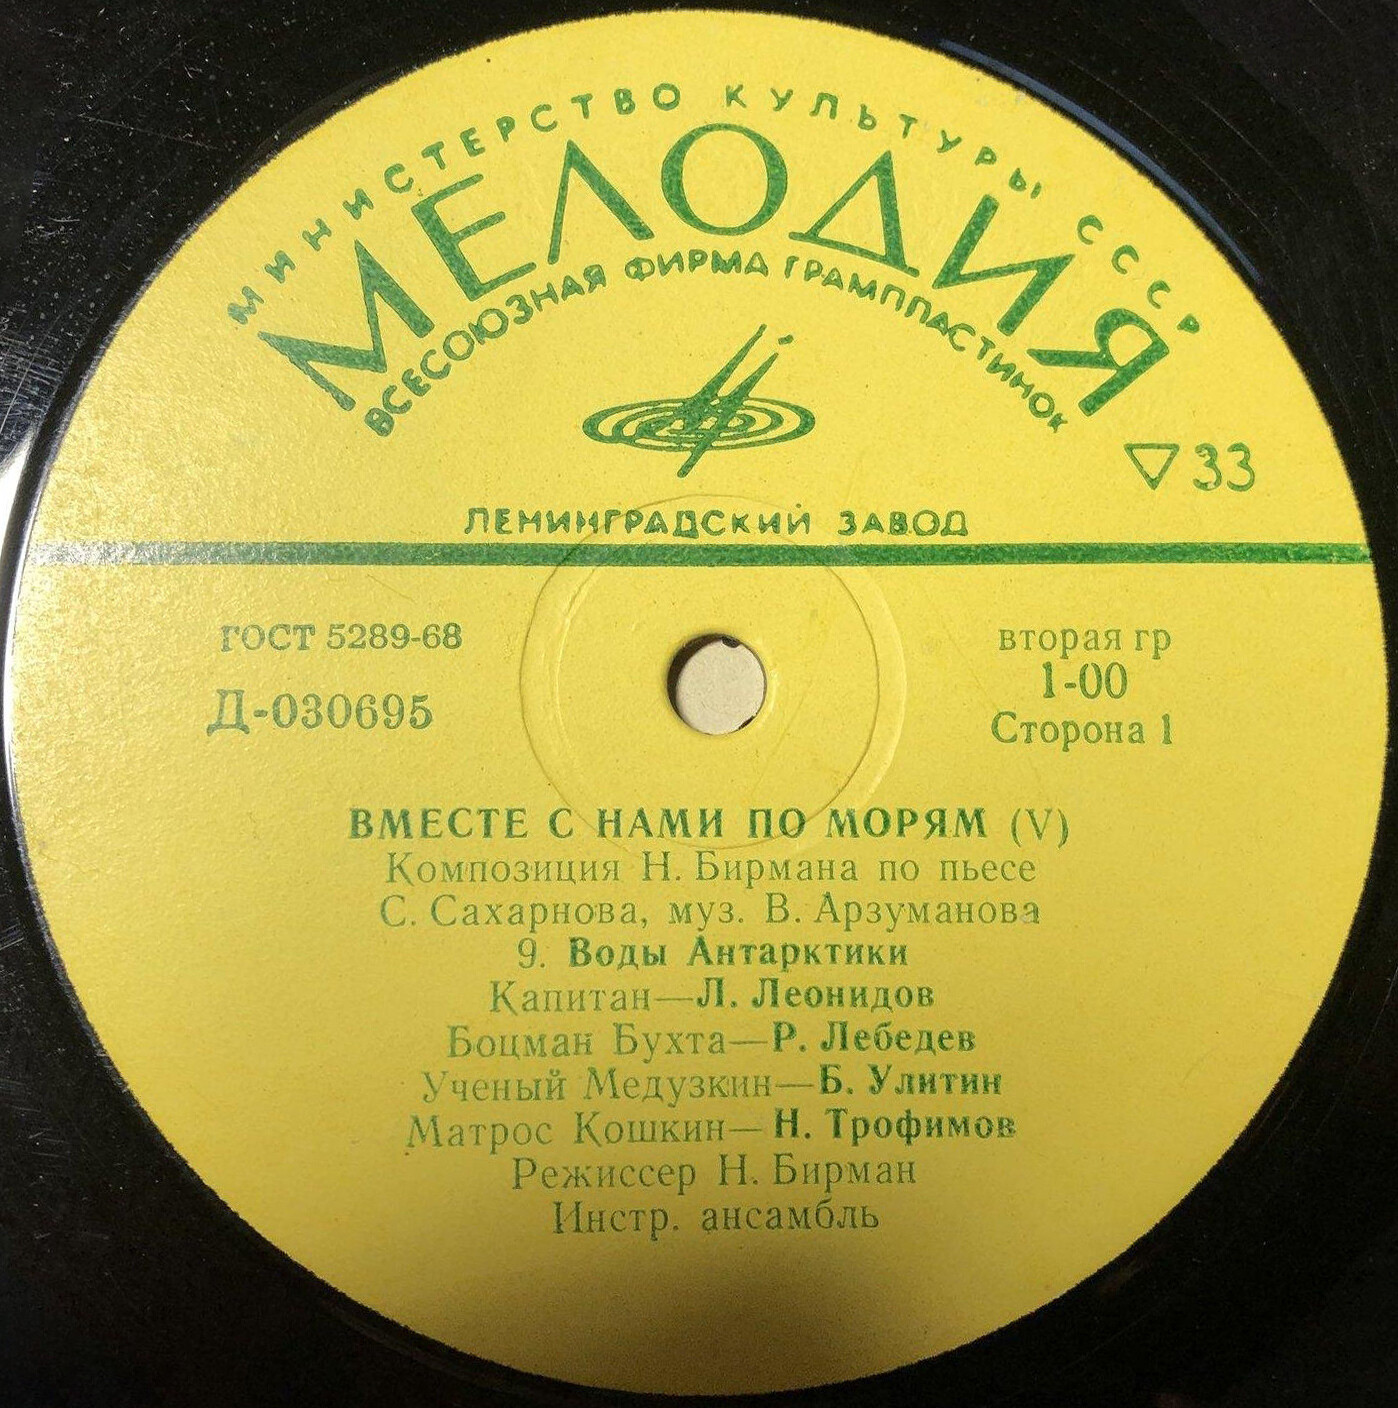 МИНИСТЕРСТВО КУЛЬТУРЫ СССР
МЕЛОДИЯ
ВСЕСОЮЗНАЯ ФИРМА ГРАМПЛАСТИНОК
▽33
ЛЕНИНГРАДСКИЙ ЗАВОД
ГОСТ 5289-68
вторая гр
Д-030695
1-00
Сторона 1
ВМЕСТЕ С НАМИ ПО МОРЯМ (V)
Композиция Н. Бирмана по пьесе
С. Сахарнова, муз. В. Арзуманова
9. Воды Антарктики
Капитан—Л. Леонидов
Боцман Бухта—Р. Лебедев
Ученый Медузкин—Б. Улитин
Матрос Кошкин—Н. Трофимов
Режиссер Н. Бирман
Инстр. ансамбль